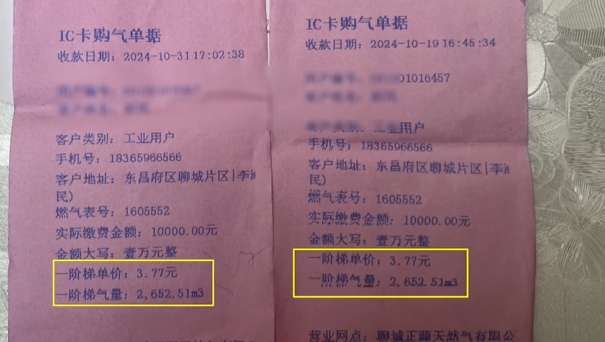 IC卡购气单据
收款日期：2024-10-31 17:02:38
客户类别：工业用户
手机号：18365966566
客户地址：东昌府区聊城片区|李海
民)
燃气表号：1605552
实际缴费金额：10000.00元
金额大写：壹万元整
一阶梯单价：3.77元
一阶梯气量：2,652.51m3
IC卡购气单据
收款日期：2024-10-19 16:45:34
01016457
客户类别：工业用户
手机号：18365966566
客户地址：东昌府区聊城片区|李海
民)
燃气表号：1605552
实际缴费金额：10000.00元
金额大写：壹万元整
一阶梯单价：3.77元
一阶梯气量：2,652.51m3
营业网点：聊城正源天然气有限公